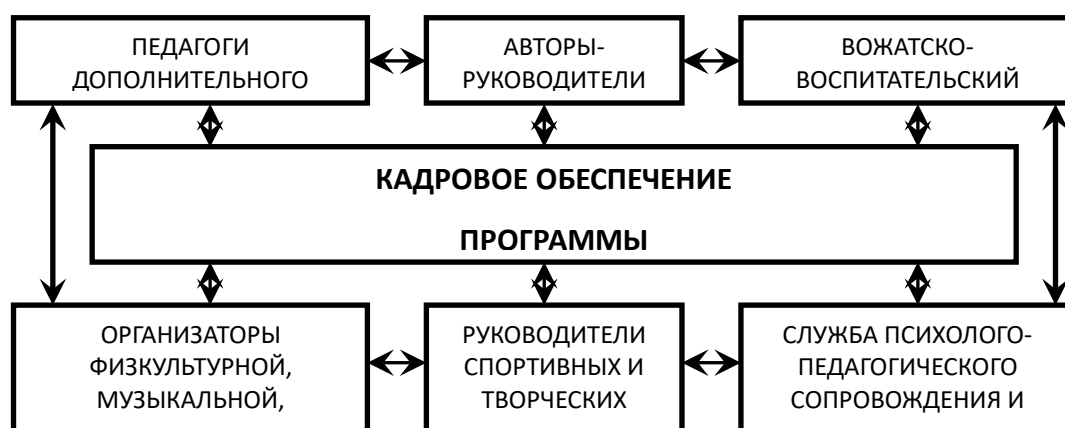 ПЕДАГОГИ
ДОПОЛНИТЕЛЬНОГО
АВТОРЫ-
РУКОВОДИТЕЛИ
ВОЖАТСКО-
ВОСПИТАТЕЛЬСКИЙ
КАДРОВОЕ ОБЕСПЕЧЕНИЕ
ПРОГРАММЫ
ОРГАНИЗАТОРЫ
ФИЗКУЛЬТУРНОЙ,
МУЗЫКАЛЬНОЙ,
РУКОВОДИТЕЛИ
СПОРТИВНЫХ И
ТВОРЧЕСКИХ
СЛУЖБА ПСИХОЛОГО-
ПЕДАГОГИЧЕСКОГО
СОПРОВОЖДЕНИЯ И